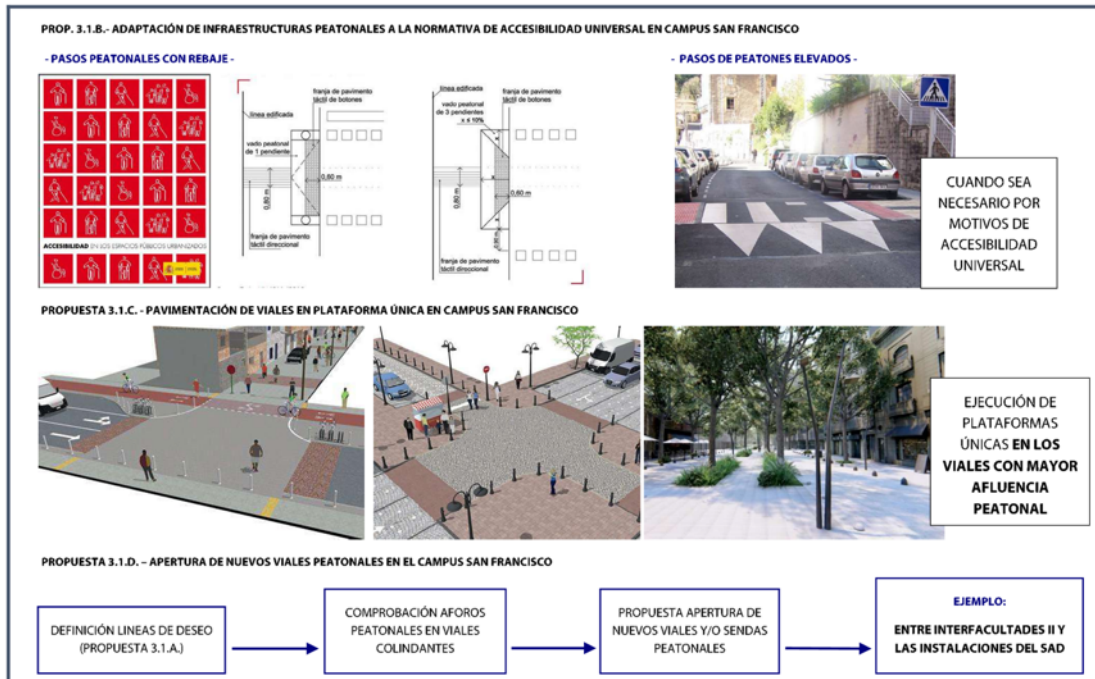 PROP. 3.1.B.- ADAPTACIÓN DE INFRAESTRUCTURAS PEATONALES A LA NORMATIVA DE ACCESIBILIDAD UNIVERSAL EN CAMPUS SAN FRANCISCO
- PASOS PEATONALES CON REBAJE -
- PASOS DE PEATONES ELEVADOS -
ACCESIBILIDAD EN LOS ESPACIOS PÚBLICOS URBANIZADOS
franja de pavimento
táctil de botones
línea edificada
vado peatonal
de 1 pendiente
0,60 m
0,80 m
franja de pavimento
táctil direccional
línea edificada
franja de pavimento
táctil de botones
vado peatonal
de 3 pendientes
x ≤ 10%
0,60 m
0,80 m
franja de pavimento
táctil direccional
CUANDO SEA
NECESARIO POR
MOTIVOS DE
ACCESIBILIDAD
UNIVERSAL
PROPUESTA 3.1.C. - PAVIMENTACIÓN DE VIALES EN PLATAFORMA ÚNICA EN CAMPUS SAN FRANCISCO
EJECUCIÓN DE
PLATAFORMAS
ÚNICAS EN LOS
VIALES CON MAYOR
AFLUENCIA
PEATONAL
PROPUESTA 3.1.D. – APERTURA DE NUEVOS VIALES PEATONALES EN EL CAMPUS SAN FRANCISCO
DEFINICIÓN LINEAS DE DESEO
(PROPUESTA 3.1.A.)
COMPROBACIÓN AFOROS
PEATONALES EN VIALES
COLINDANTES
PROPUESTA APERTURA DE
NUEVOS VIALES Y/O SENDAS
PEATONALES
EJEMPLO:
ENTRE INTERFACULTADES II Y
LAS INSTALACIONES DEL SAD